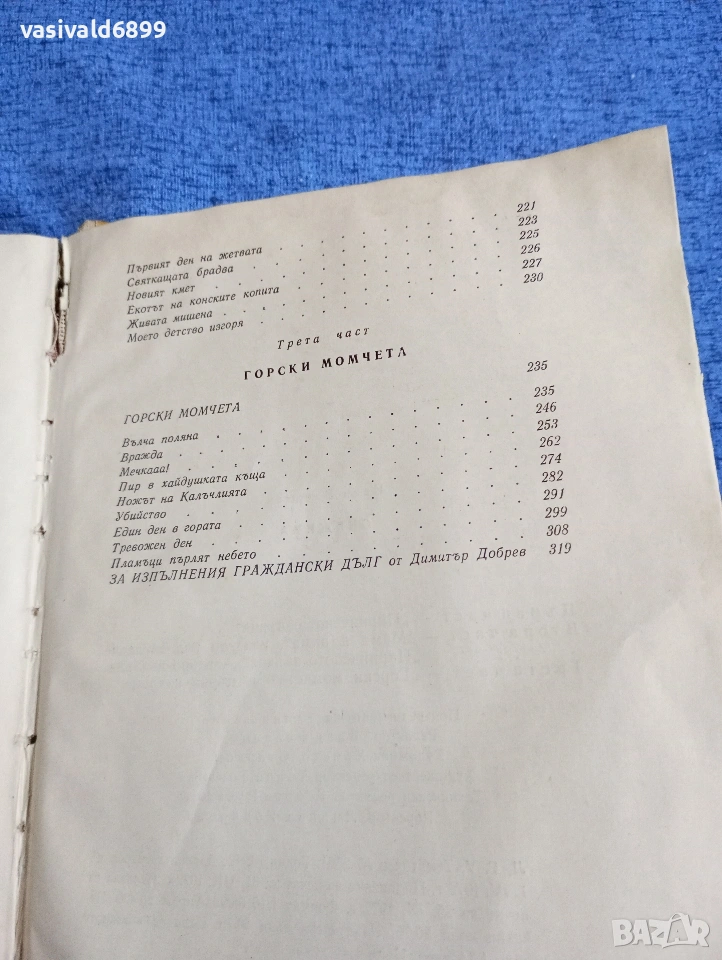 vasivald6899
Първият ден на жетвата . . . . . . . 221
Святкащата брадва . . . . . . . . 223
Новият кмет . . . . . . . . . 225
Екотът на конските копита . . . . . . . 226
Живата мишена . . . . . . . . . 227
Моето детство изгоря . . . . . . . . 230
Трета част
ГОРСКИ МОМЧЕТА
ГОРСКИ МОМЧЕТА 235
Вълча поляна . . . . . . . . . 235
Вражда . . . . . . . . . . 246
Мечкааа! . . . . . . . . . . 253
Пир в хайдушката къща . . . . . . . 262
Ножът на Калъчлията . . . . . . . . 274
Убийство . . . . . . . . . . 282
Един ден в гората . . . . . . . . 291
Тревожен ден . . . . . . . . . 299
Пламъци пърлят небето . . . . . . . 308
ЗА ИЗПЪЛНЕНИЯ ГРАЖДАНСКИ ДЪЛГ от Димитър Добрев 319
BAZAR